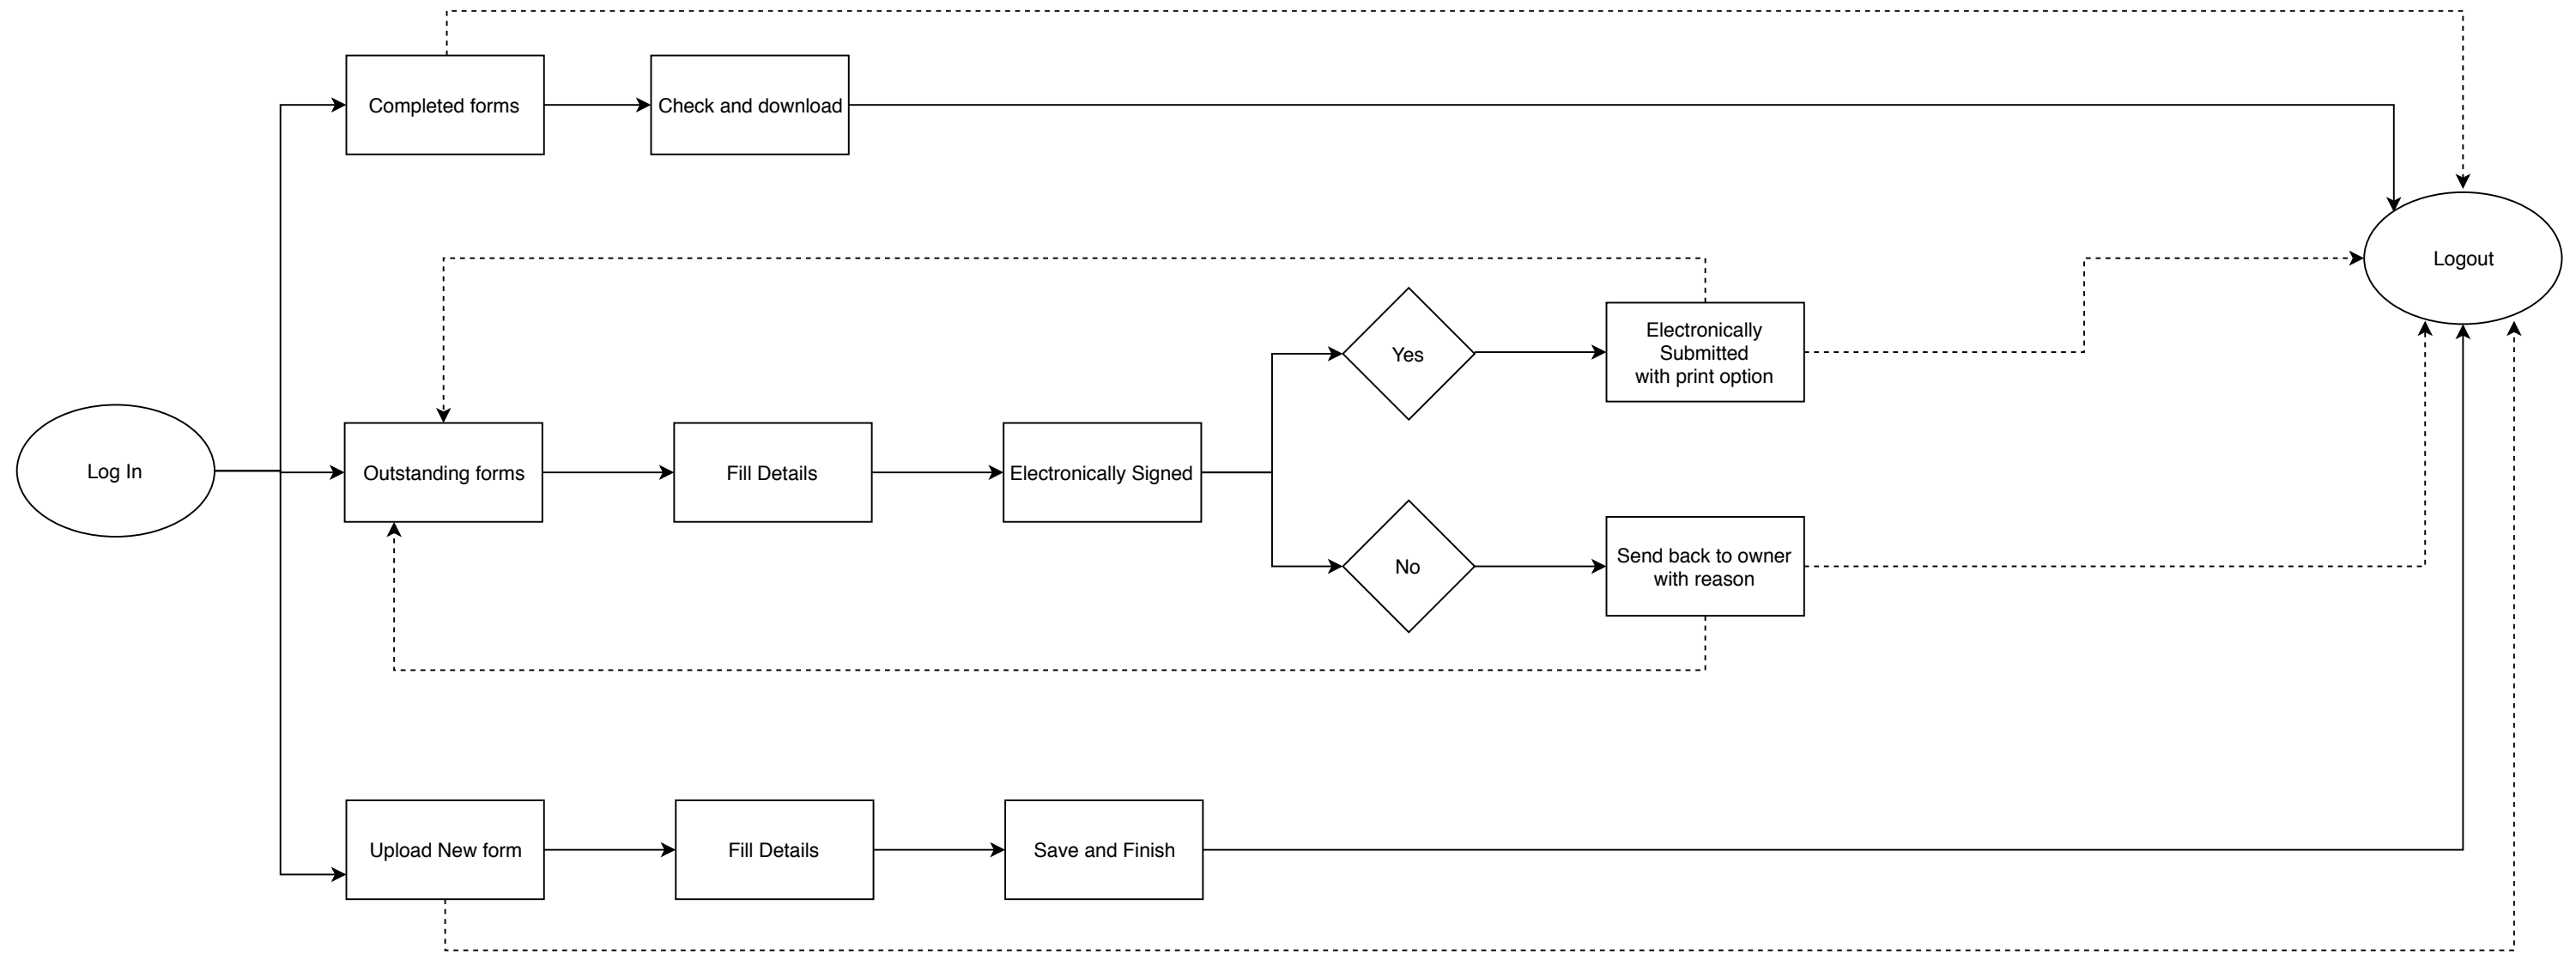 Completed forms
Check and download
Logout
Electronically
Submitted
with print option
Yes
Log In
Outstanding forms
Fill Details
Electronically Signed
No
Send back to owner
with reason
Upload New form
Fill Details
Save and Finish